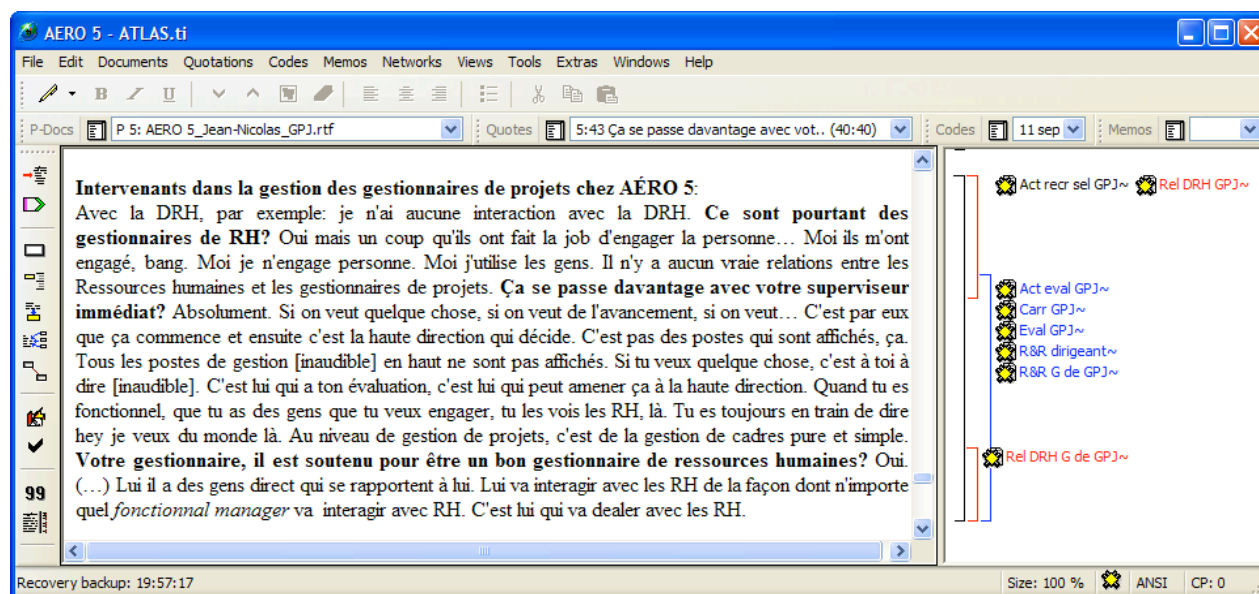 AERO 5 - ATLAS.ti
File Edit Documents Quotations Codes Memos Networks Views Tools Extras Windows Help
B I U
P-Docs P 5: AERO 5_Jean-Nicolas_GPJ.rtf Quotes 5:43 Ça se passe davantage avec vot.. (40:40) Codes 11 sep Memos
Intervenants dans la gestion des gestionnaires de projets chez AÉRO 5:
Avec la DRH, par exemple: je n'ai aucune interaction avec la DRH. Ce sont pourtant des
gestionnaires de RH? Oui mais un coup qu'ils ont fait la job d'engager la personne… Moi ils m'ont
engagé, bang. Moi je n'engage personne. Moi j'utilise les gens. Il n'y a aucun vraie relations entre les
Ressources humaines et les gestionnaires de projets. Ça se passe davantage avec votre superviseur
immédiat? Absolument. Si on veut quelque chose, si on veut de l'avancement, si on veut… C'est par eux
que ça commence et ensuite c'est la haute direction qui décide. C'est pas des postes qui sont affichés, ça.
Tous les postes de gestion [inaudible] en haut ne sont pas affichés. Si tu veux quelque chose, c'est à toi à
dire [inaudible]. C'est lui qui a ton évaluation, c'est lui qui peut amener ça à la haute direction. Quand tu es
fonctionnel, que tu as des gens que tu veux engager, tu les vois les RH, là. Tu es toujours en train de dire
hey je veux du monde là. Au niveau de gestion de projets, c'est de la gestion de cadres pure et simple.
Votre gestionnaire, il est soutenu pour être un bon gestionnaire de ressources humaines? Oui.
(…) Lui il a des gens direct qui se rapportent à lui. Lui va interagir avec les RH de la façon dont n'importe
quel fonctionnal manager va interagir avec RH. C'est lui qui va dealer avec les RH.
Act recr sel GPJ~ Rel DRH GPJ~
Act eval GPJ~
Carr GPJ~
Eval GPJ~
R&R dirigeant~
R&R G de GPJ~
Rel DRH G de GPJ~
99
Recovery backup: 19:57:17 Size: 100 % ANSI CP: 0